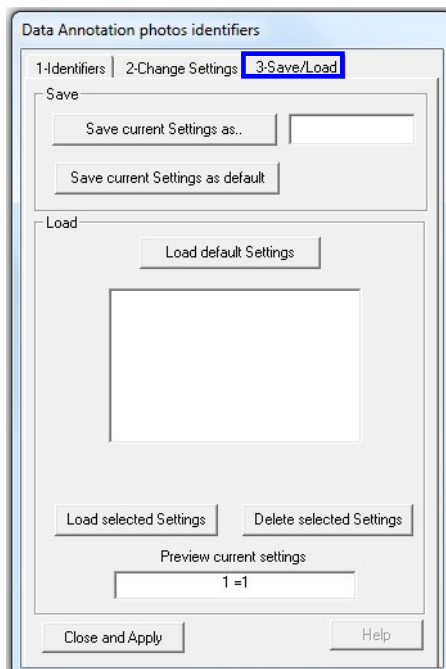 Data Annotation photos identifiers
1-Identifiers 2-Change Settings 3-Save/Load
Save
Save current Settings as..
Save current Settings as default
Load
Load default Settings
Load selected Settings Delete selected Settings
Preview current settings
1 =1
Close and Apply Help